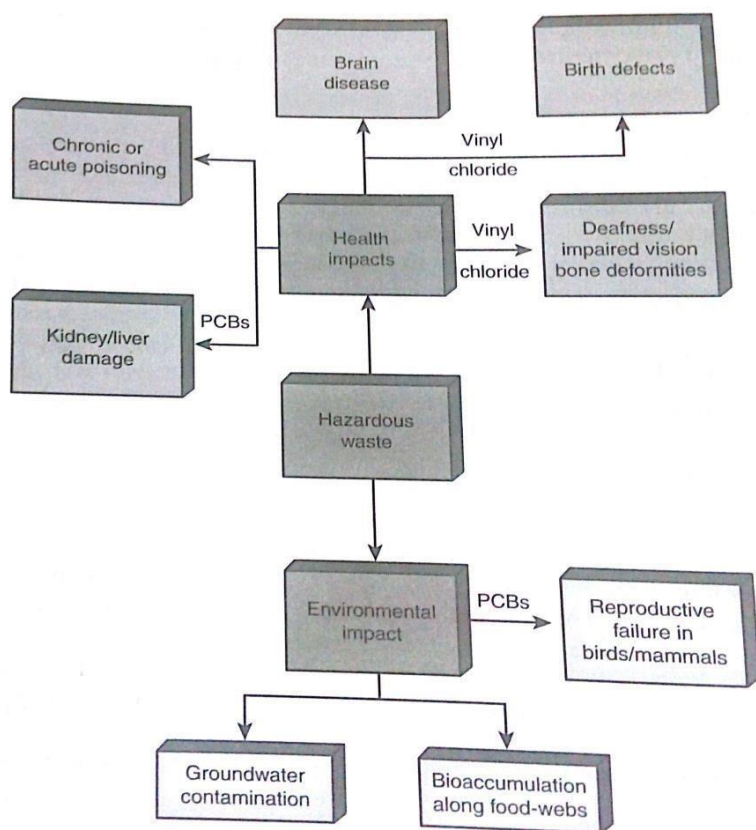 Brain
disease
Birth defects
Chronic or
acute poisoning
Vinyl
chloride
Health
impacts
Vinyl
chloride
Deafness/
impaired vision
bone deformities
PCBs
Kidney/liver
damage
Hazardous
waste
Environmental
impact
PCBs
Reproductive
failure in
birds/mammals
Groundwater
contamination
Bioaccumulation
along food-webs